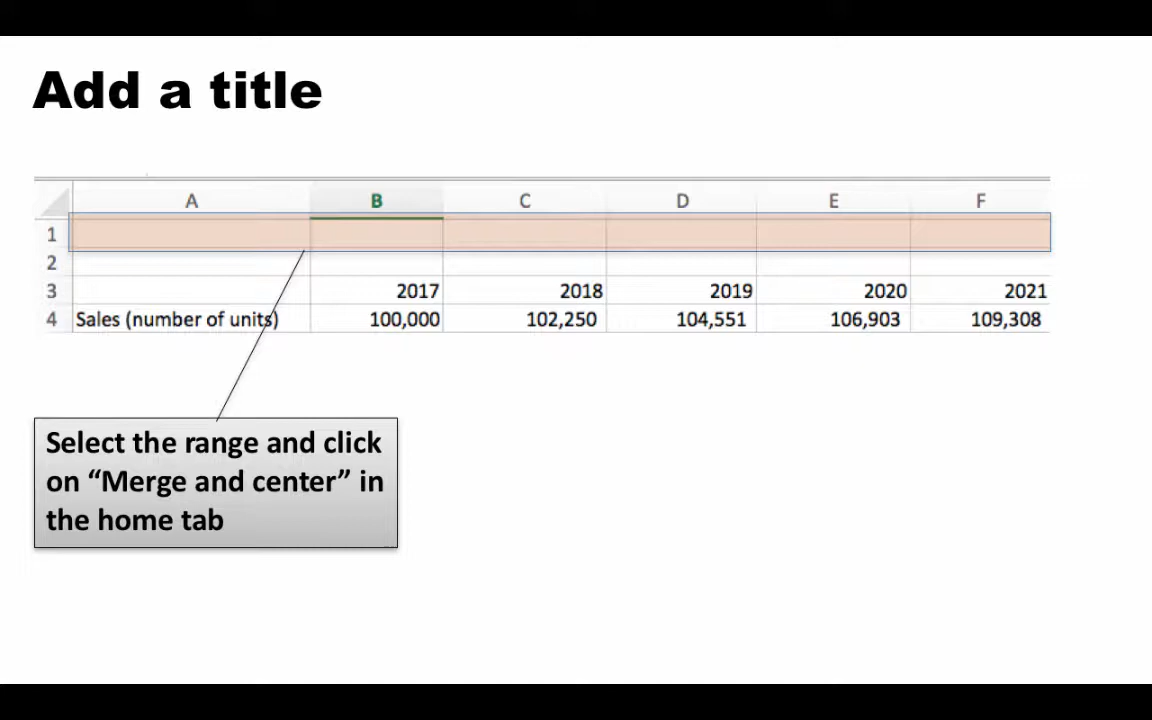 Add a title
A B C D E F
1
2
3 2017 2018 2019 2020 2021
4 Sales (number of units) 100,000 102,250 104,551 106,903 109,308
Select the range and click
on “Merge and center” in
the home tab